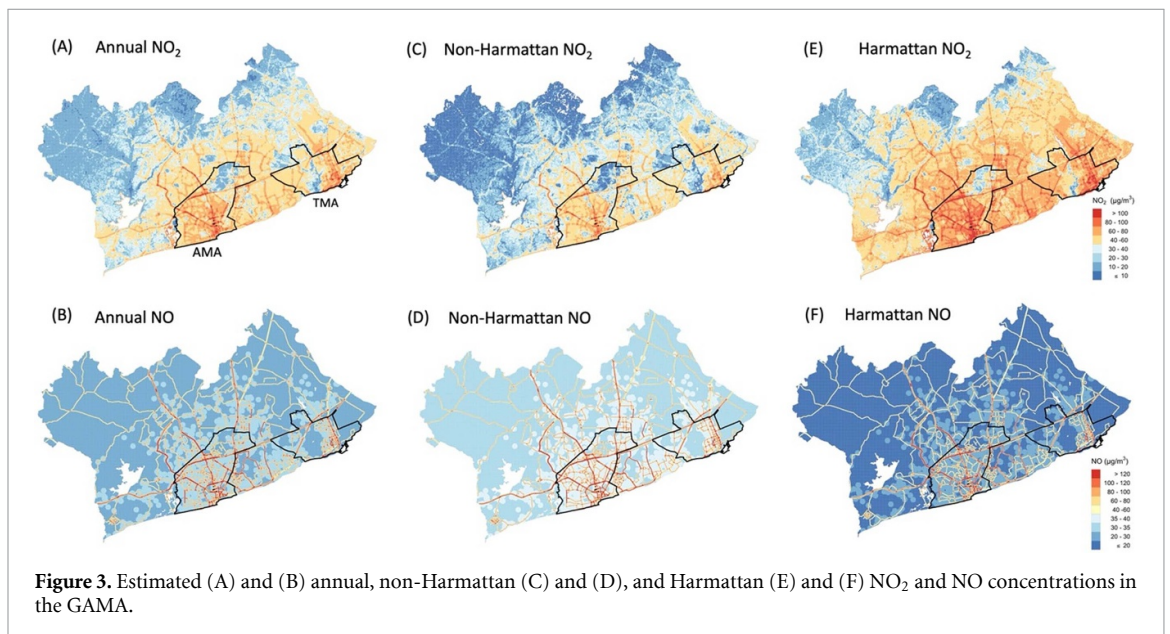 (A) Annual NO₂
(C) Non-Harmattan NO₂
(E) Harmattan NO₂
TMA
AMA
NO₂ (µg/m³)
> 100
80 - 100
60 - 80
40 -60
30 - 40
20 - 30
10 - 20
≤ 10
(B) Annual NO
(D) Non-Harmattan NO
(F) Harmattan NO
NO (µg/m³)
> 120
100 - 120
80 - 100
60 - 80
40 -60
35 - 40
30 - 35
20 - 30
≤ 20
Figure 3. Estimated (A) and (B) annual, non-Harmattan (C) and (D), and Harmattan (E) and (F) NO₂ and NO concentrations in
the GAMA.